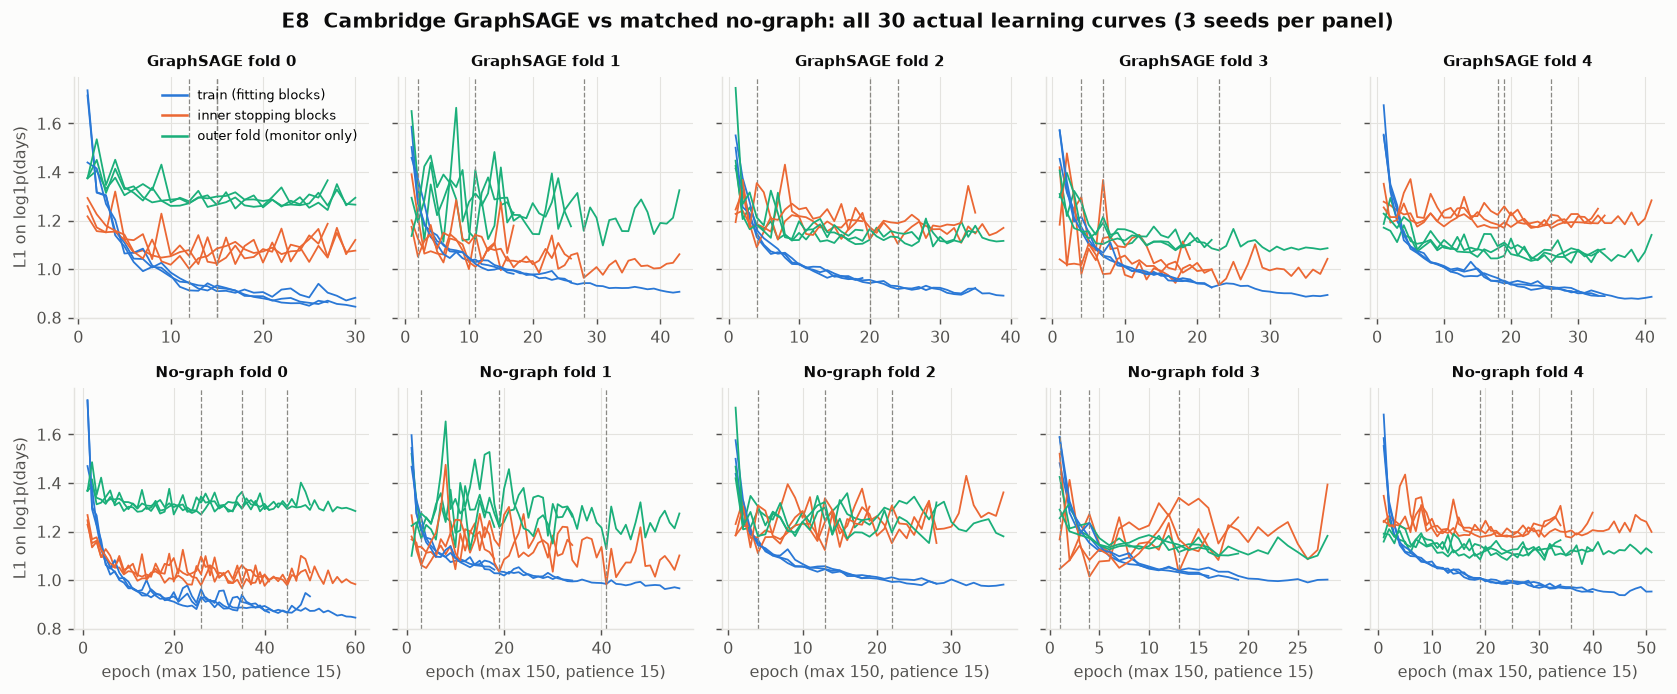 E8 Cambridge GraphSAGE vs matched no-graph: all 30 actual learning curves (3 seeds per panel)
GraphSAGE fold 0
GraphSAGE fold 1
GraphSAGE fold 2
GraphSAGE fold 3
GraphSAGE fold 4
train (fitting blocks)
inner stopping blocks
outer fold (monitor only)
L1 on log1p(days)
1.6
1.4
1.2
1.0
0.8
0 10 20 30
0 10 20 30 40
0 10 20 30 40
0 10 20 30
0 10 20 30 40
No-graph fold 0
No-graph fold 1
No-graph fold 2
No-graph fold 3
No-graph fold 4
L1 on log1p(days)
1.6
1.4
1.2
1.0
0.8
0 20 40 60
0 20 40
0 10 20 30
0 5 10 15 20 25
0 10 20 30 40 50
epoch (max 150, patience 15)
epoch (max 150, patience 15)
epoch (max 150, patience 15)
epoch (max 150, patience 15)
epoch (max 150, patience 15)